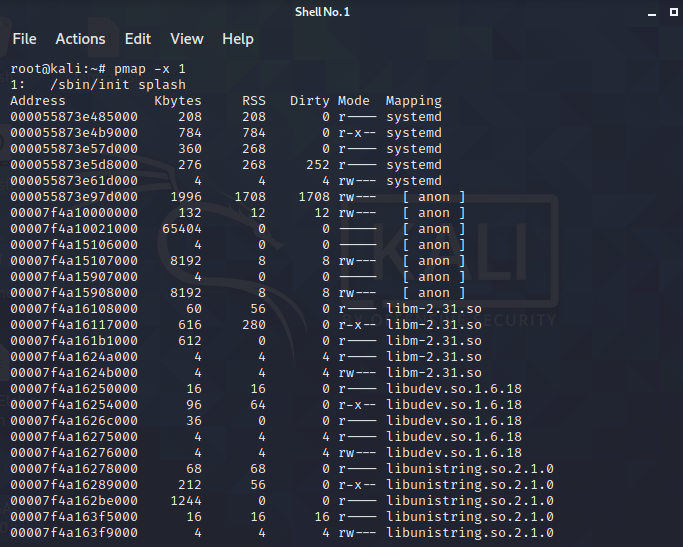 Shell No. 1
File Actions Edit View Help
root@kali:~# pmap -x 1
1:   /sbin/init splash
Address           Kbytes     RSS   Dirty Mode  Mapping
000055873e485000     208     208       0 r---- systemd
000055873e4b9000     784     784       0 r-x-- systemd
000055873e57d000     360     268       0 r---- systemd
000055873e5d8000     276     268     252 r---- systemd
000055873e61d000       4       4       4 rw--- systemd
000055873e97d000    1996    1708    1708 rw---   [ anon ]
00007f4a10000000     132      12      12 rw---   [ anon ]
00007f4a10021000   65404       0       0 -----   [ anon ]
00007f4a15106000       4       0       0 -----   [ anon ]
00007f4a15107000    8192       8       8 rw---   [ anon ]
00007f4a15907000       4       0       0 -----   [ anon ]
00007f4a15908000    8192       8       8 rw---   [ anon ]
00007f4a16108000      60      56       0 r---- libm-2.31.so
00007f4a16117000     616     280       0 r-x-- libm-2.31.so
00007f4a161b1000     612       0       0 r---- libm-2.31.so
00007f4a1624a000       4       4       4 r---- libm-2.31.so
00007f4a1624b000       4       4       4 rw--- libm-2.31.so
00007f4a16250000      16      16       0 r---- libudev.so.1.6.18
00007f4a16254000      96      64       0 r-x-- libudev.so.1.6.18
00007f4a1626c000      36       0       0 r---- libudev.so.1.6.18
00007f4a16275000       4       4       4 r---- libudev.so.1.6.18
00007f4a16276000       4       4       4 rw--- libudev.so.1.6.18
00007f4a16278000      68      68       0 r---- libunistring.so.2.1.0
00007f4a16289000     212      56       0 r-x-- libunistring.so.2.1.0
00007f4a162be000    1244       0       0 r---- libunistring.so.2.1.0
00007f4a163f5000      16      16      16 r---- libunistring.so.2.1.0
00007f4a163f9000       4       4       4 rw--- libunistring.so.2.1.0
KALI